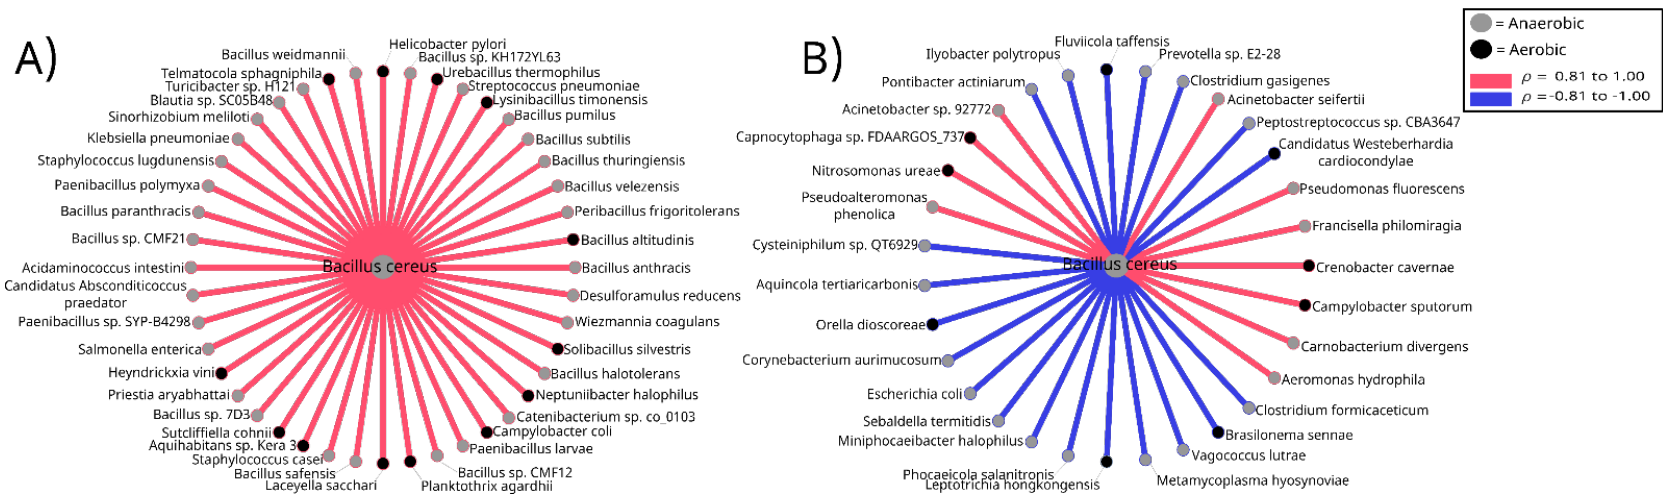 A)
Helicobacter pylori
Bacillus weidmannii
Bacillus sp. KH172YL63
Telmatocola sphagniphila
Urebacillus thermophilus
Turicibacter sp. H121
Streptococcus pneumoniae
Blautia sp. SC05B48
Lysinibacillus timonensis
Sinorhizobium meliloti
Bacillus pumilus
Klebsiella pneumoniae
Bacillus subtilis
Staphylococcus lugdunensis
Bacillus thuringiensis
Paenibacillus polymyxa
Bacillus velezensis
Bacillus paranthracis
Peribacillus frigoritolerans
Bacillus sp. CMF21
Bacillus altitudinis
Acidaminococcus intestini
Bacillus cereus
Bacillus anthracis
Candidatus Absconditicoccus
praedator
Desulforamulus reducens
Paenibacillus sp. SYP-B4298
Wiezmannia coagulans
Salmonella enterica
Solibacillus silvestris
Heyndrickxia vini
Bacillus halotolerans
Priestia aryabhattai
Neptuniibacter halophilus
Bacillus sp. 7D3
Catenibacterium sp. co_0103
Sutcliffiella cohnii
Campylobacter coli
Aquihabitans sp. Kera 3
Paenibacillus larvae
Staphylococcus casei
Bacillus safensis
Bacillus sp. CMF12
Laceyella sacchari
Planktothrix agardhii
B)
Fluviicola taffensis
Ilyobacter polytropus
Prevotella sp. E2-28
Pontibacter actiniarum
Clostridium gasigenes
Acinetobacter sp. 92772
Acinetobacter seifertii
Capnocytophaga sp. FDAARGOS_737
Peptostreptococcus sp. CBA3647
Candidatus Westeberhardia
cardiocondylae
Nitrosomonas ureae
Pseudomonas fluorescens
Pseudoalteromonas
phenolica
Francisella philomiragia
Cysteiniphilum sp. QT6929
Bacillus cereus
Crenobacter cavernae
Aquincola tertiaricarbonis
Campylobacter sputorum
Orella dioscoreae
Carnobacterium divergens
Corynebacterium aurimucosum
Aeromonas hydrophila
Escherichia coli
Clostridium formicaceticum
Sebaldella termitidis
Brasilonema sennae
Miniphocaeibacter halophilus
Vagococcus lutrae
Phocaeicola salanitronis
Metamycoplasma hyosynoviae
Leptotrichia hongkongensis
= Anaerobic
= Aerobic
ρ = 0.81 to 1.00
ρ = -0.81 to -1.00